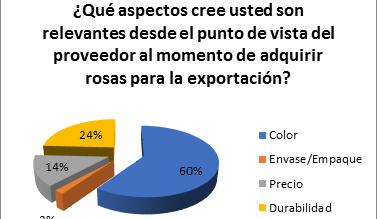 ¿Qué aspectos cree usted son
relevantes desde el punto de vista del
proveedor al momento de adquirir
rosas para la exportación?
24%
Color
Envase/Empaque
14%
60%
Precio
Durabilidad